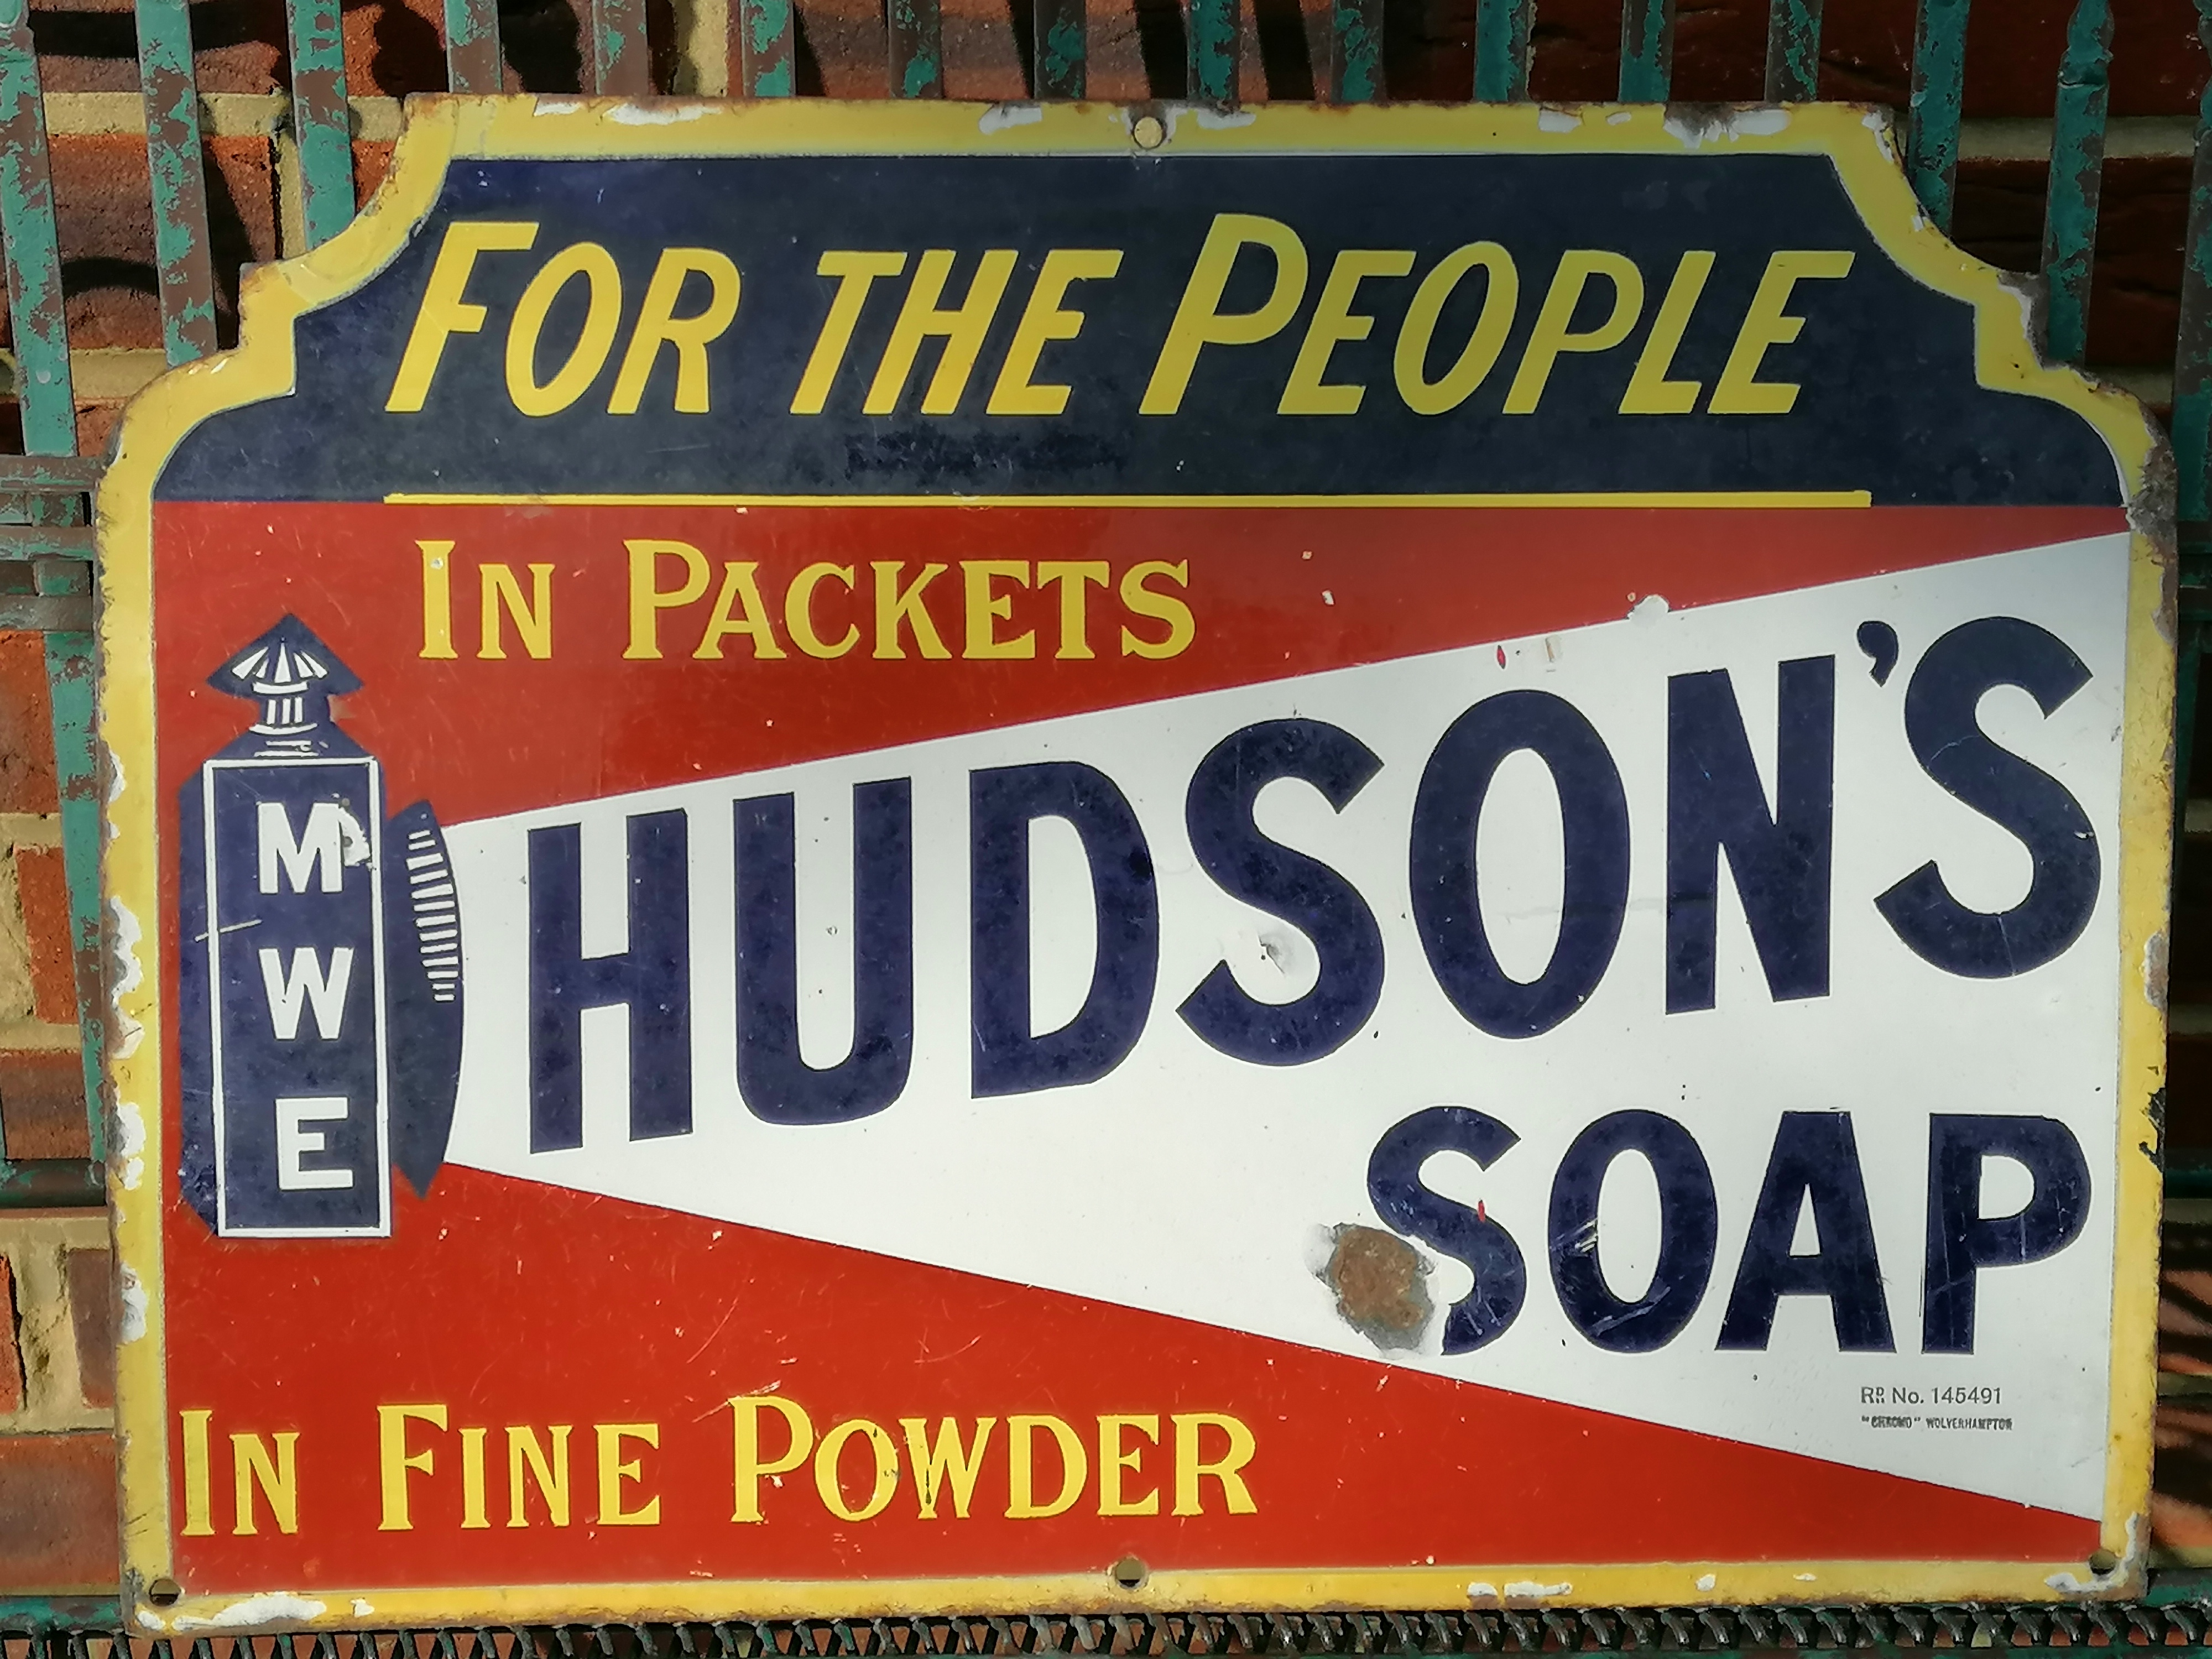 FOR THE PEOPLE
IN PACKETS
M
W
E
HUDSON'S
SOAP
IN FINE POWDER
RD No. 145491
"CHROMO" WOLVERHAMPTON